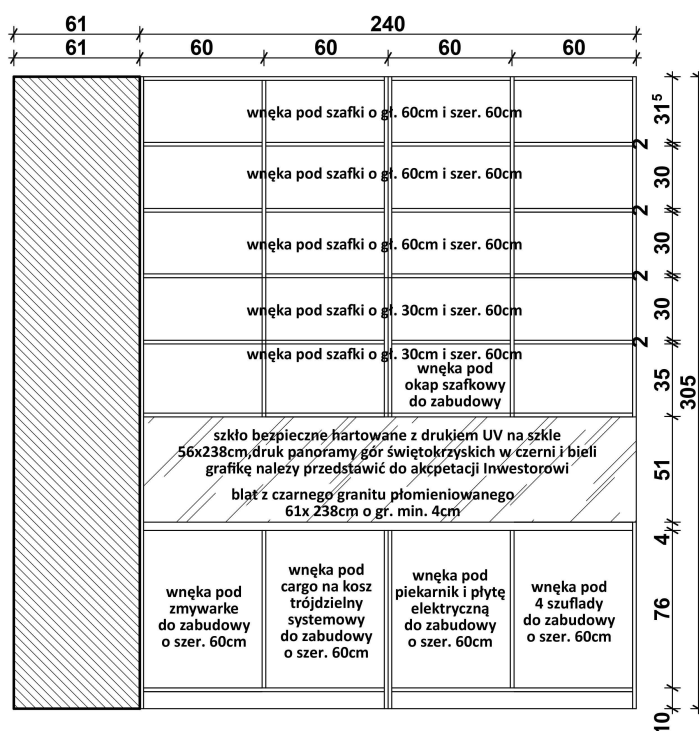 61 240
61 60 60 60 60
wnęka pod szafki o gł. 60cm i szer. 60cm
31⁵
2
wnęka pod szafki o gł. 60cm i szer. 60cm
30
2
wnęka pod szafki o gł. 60cm i szer. 60cm
30
2
wnęka pod szafki o gł. 30cm i szer. 60cm
30
2
wnęka pod szafki o gł. 30cm i szer. 60cm
wnęka pod
okap szafkowy
do zabudowy
35
305
szkło bezpieczne hartowane z drukiem UV na szkle
56x238cm,druk panoramy gór świętokrzyskich w czerni i bieli
grafikę należy przedstawić do akcpetacji Inwestorowi
51
blat z czarnego granitu płomieniowanego
61x 238cm o gr. min. 4cm
4
wnęka pod
zmywarke
do zabudowy
o szer. 60cm
wnęka pod
cargo na kosz
trójdzielny
systemowy
do zabudowy
o szer. 60cm
wnęka pod
piekarnik i płytę
elektryczną
do zabudowy
o szer. 60cm
wnęka pod
4 szuflady
do zabudowy
o szer. 60cm
76
10